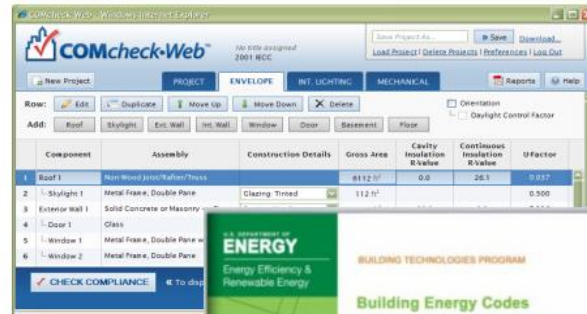 COMcheck-Web - Windows Internet Explorer
COMcheck-Web™
No title assigned
2001 IECC
Save Project As...
Save
Download...
Load Project | Delete Projects | Preferences | Log Out
New Project
PROJECT
ENVELOPE
INT. LIGHTING
MECHANICAL
Reports
Help
Row: Edit Duplicate Move Up Move Down Delete
Orientation
Daylight Control Factor
Add: Roof Skylight Ext. Wall Int. Wall Window Door Basement Floor
Component Assembly Construction Details Gross Area Cavity Insulation R-Value Continuous Insulation R-Value U-Factor
1 Roof 1 Non-Wood Joist/Rafter/Truss 6112 ft² 0.0 26.1 0.037
2 Skylight 1 Metal Frame, Double Pane Glazing: Tinted 112 ft² 0.500
3 Exterior Wall 1 Solid Concrete or Masonry
4 Door 1 Glass
5 Window 1 Metal Frame, Double Pane w
6 Window 2 Metal Frame, Double Pane
CHECK COMPLIANCE
« To disp
U.S. DEPARTMENT OF
ENERGY
Energy Efficiency &
Renewable Energy
BUILDING TECHNOLOGIES PROGRAM
Building Energy Codes